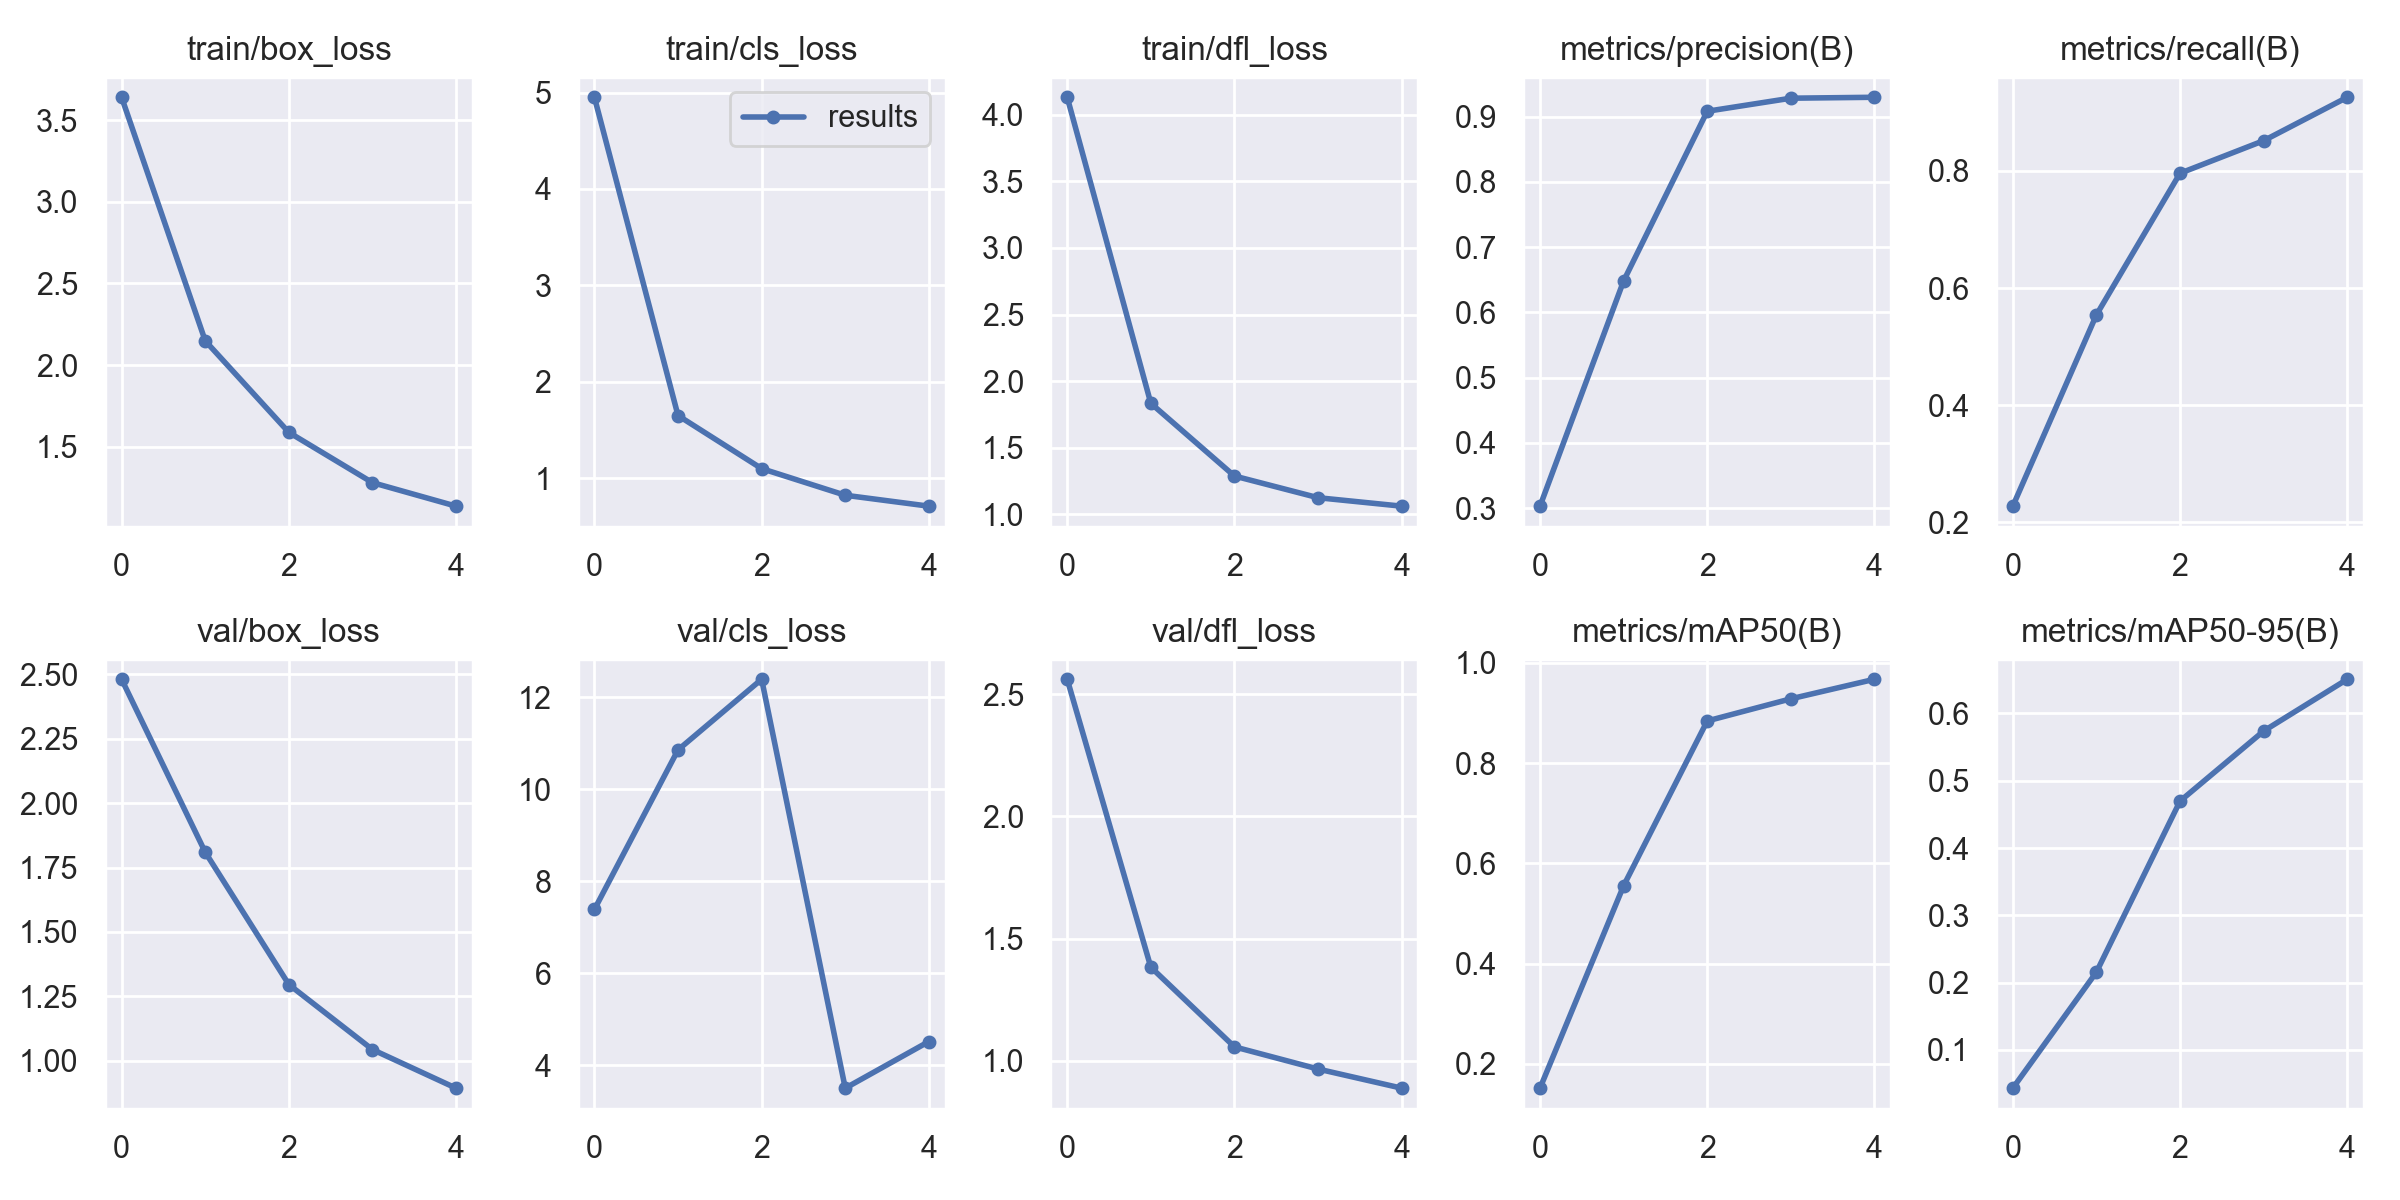 train/box_loss
3.5
3.0
2.5
2.0
1.5
0 2 4
train/cls_loss
results
5
4
3
2
1
0 2 4
train/dfl_loss
4.0
3.5
3.0
2.5
2.0
1.5
1.0
0 2 4
metrics/precision(B)
0.9
0.8
0.7
0.6
0.5
0.4
0.3
0 2 4
metrics/recall(B)
0.8
0.6
0.4
0.2
0 2 4
val/box_loss
2.50
2.25
2.00
1.75
1.50
1.25
1.00
0 2 4
val/cls_loss
12
10
8
6
4
0 2 4
val/dfl_loss
2.5
2.0
1.5
1.0
0 2 4
metrics/mAP50(B)
1.0
0.8
0.6
0.4
0.2
0 2 4
metrics/mAP50-95(B)
0.6
0.5
0.4
0.3
0.2
0.1
0 2 4